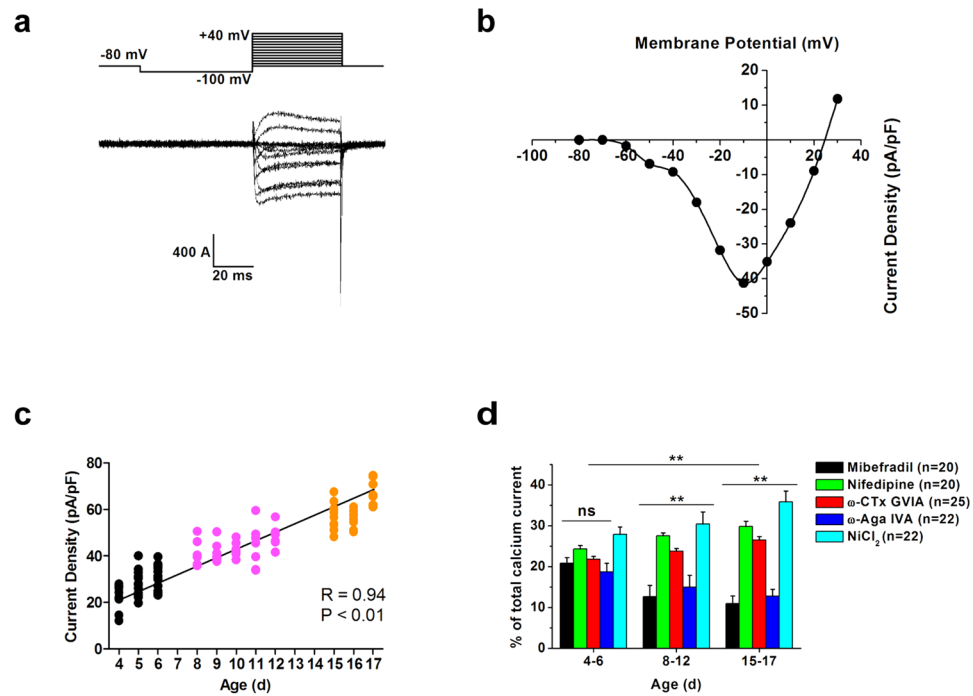 a
+40 mV
-80 mV
-100 mV
400 A
20 ms
b
Membrane Potential (mV)
20
10
-100 -80 -60 -40 -20 0 20 40
-10
-20
-30
-40
-50
Current Density (pA/pF)
c
80
60
40
20
0
Current Density (pA/pF)
R = 0.94
P < 0.01
4 5 6 7 8 9 10 11 12 13 14 15 16 17
Age (d)
d
50
40
30
20
10
0
% of total calcium current
ns
**
**
**
4-6 8-12 15-17
Age (d)
Mibefradil (n=20)
Nifedipine (n=20)
ω-CTx GVIA (n=25)
ω-Aga IVA (n=22)
NiCl2 (n=22)